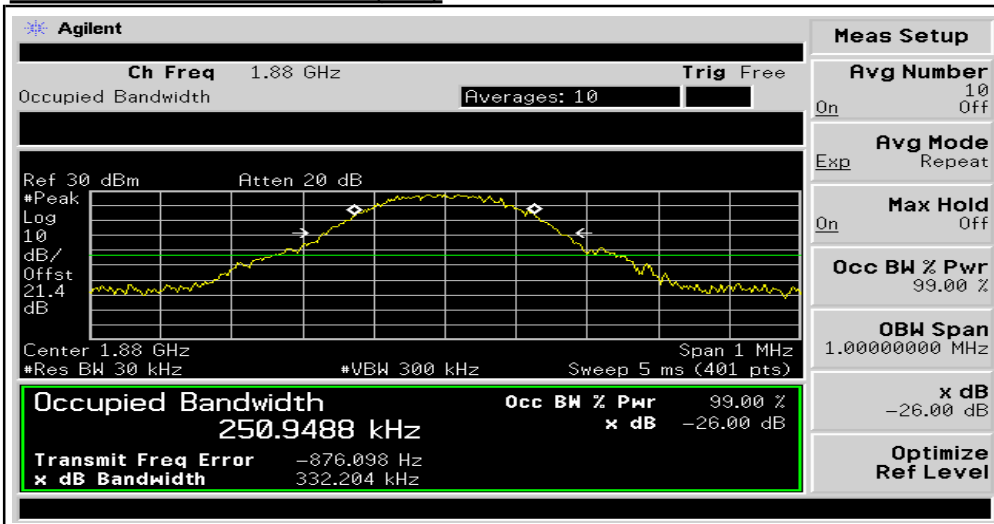 Agilent
Ch Freq 1.88 GHz Trig Free
Occupied Bandwidth Averages: 10
Ref 30 dBm Atten 20 dB
#Peak
Log
10
dB/
Offst
21.4
dB
Center 1.88 GHz Span 1 MHz
#Res BW 30 kHz #VBW 300 kHz Sweep 5 ms (401 pts)
Occupied Bandwidth Occ BW % Pwr 99.00 %
250.9488 kHz x dB -26.00 dB
Transmit Freq Error -876.098 Hz
x dB Bandwidth 332.204 kHz
Meas Setup
Avg Number
10
On Off
Avg Mode
Exp Repeat
Max Hold
On Off
Occ BW % Pwr
99.00 %
OBW Span
1.00000000 MHz
x dB
-26.00 dB
Optimize
Ref Level